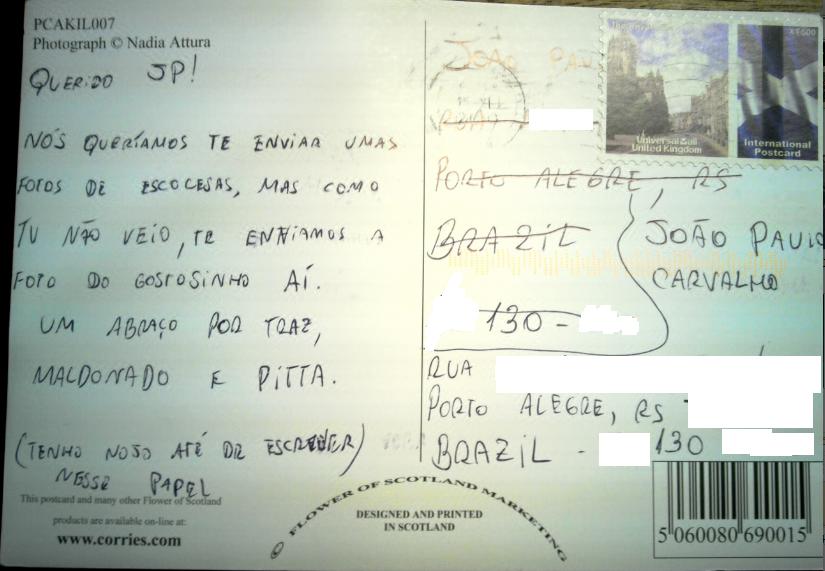 PCAKIL007
Photograph © Nadia Attura
QUERIDO JP!
NÓS QUERÍAMOS TE ENVIAR UMAS
FOTOS DE ESCOCESAS, MAS COMO
TU NÃO VEIO, TE ENVIAMOS A
FOTO DO GOSTOSINHO AÍ.
UM ABRAÇO POR TRAZ,
MALDONADO E PITTA.
(TENHO NOJO ATÉ DE ESCREVER)
NESSE PAPEL
This postcard and many other Flower of Scotland
products are available on-line at:
www.corries.com
© FLOWER OF SCOTLAND MARKETING
DESIGNED AND PRINTED
IN SCOTLAND
Universal Mail
United Kingdom
International
Postcard
JOÃO PAU
PORTO ALEGRE, RS
BRAZIL
130 -
JOÃO PAULO
CARVALHO
RUA
PORTO ALEGRE, RS
BRAZIL - 130
5 060080 690015